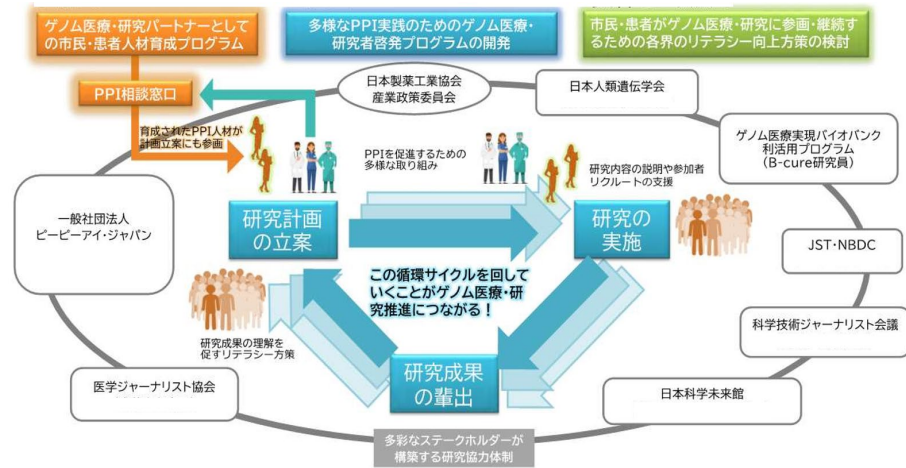 ゲノム医療・研究パートナーとして
の市民・患者人材育成プログラム
多様なPPI実践のためのゲノム医療・
研究者啓発プログラムの開発
市民・患者がゲノム医療・研究に参画・継続す
るための各界のリテラシー向上方策の検討
PPI相談窓口
日本製薬工業協会
産業政策委員会
日本人類遺伝学会
育成されたPPI人材が
計画立案にも参画
PPIを促進するための
多様な取り組み
研究内容の説明や参加者
リクルートの支援
ゲノム医療実現バイオバンク
利活用プログラム
(B-cure研究員)
一般社団法人
ピーピーアイ・ジャパン
研究計画
の立案
研究の
実施
JST・NBDC
この循環サイクルを回して
いくことがゲノム医療・研
究推進につながる!
科学技術ジャーナリスト会議
研究成果の理解を
促すリテラシー方策
研究成果
の輩出
医学ジャーナリスト協会
日本科学未来館
多彩なステークホルダーが
構築する研究協力体制